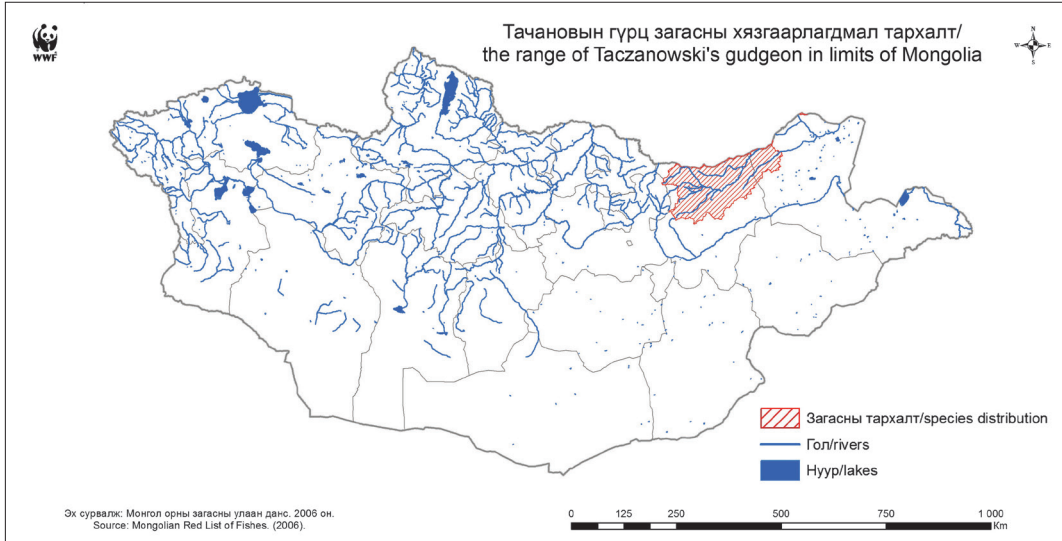 Тачановын гүрц загасны хязгаарлагдмал тархалт/
the range of Taczanowski's gudgeon in limits of Mongolia
WWF
N
W E
S
Загасны тархалт/species distribution
Гол/rivers
Нуур/lakes
Эх сурвалж: Монгол орны загасны улаан данс. 2006 он.
Source: Mongolian Red List of Fishes. (2006).
0 125 250 500 750 1 000
Km